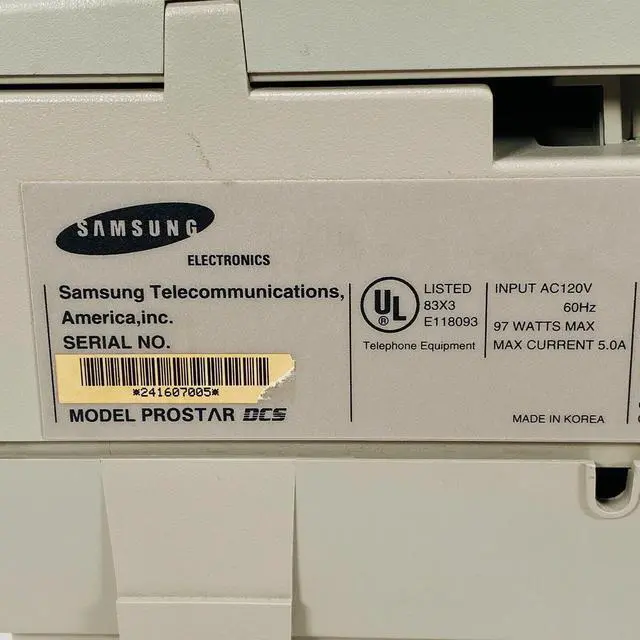 SAMSUNG
ELECTRONICS
Samsung Telecommunications,
America,inc.
SERIAL NO.
*241607005*
MODEL PROSTAR DCS
UL
®
LISTED
83X3
E118093
Telephone Equipment
INPUT AC120V
60Hz
97 WATTS MAX
MAX CURRENT 5.0A
MADE IN KOREA